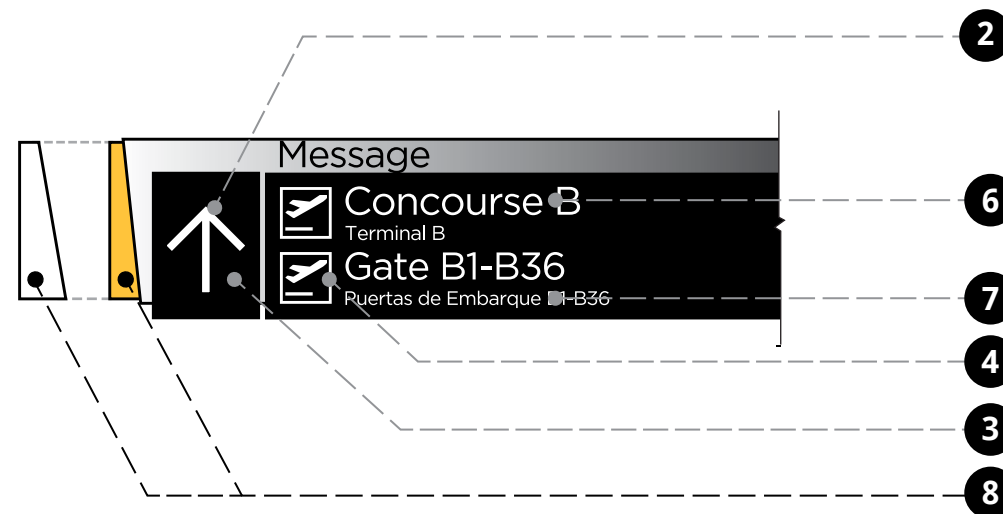 2
Message
Concourse B
6
Terminal B
Gate B1-B36
Puertas de Embarque B1-B36
7
4
3
8